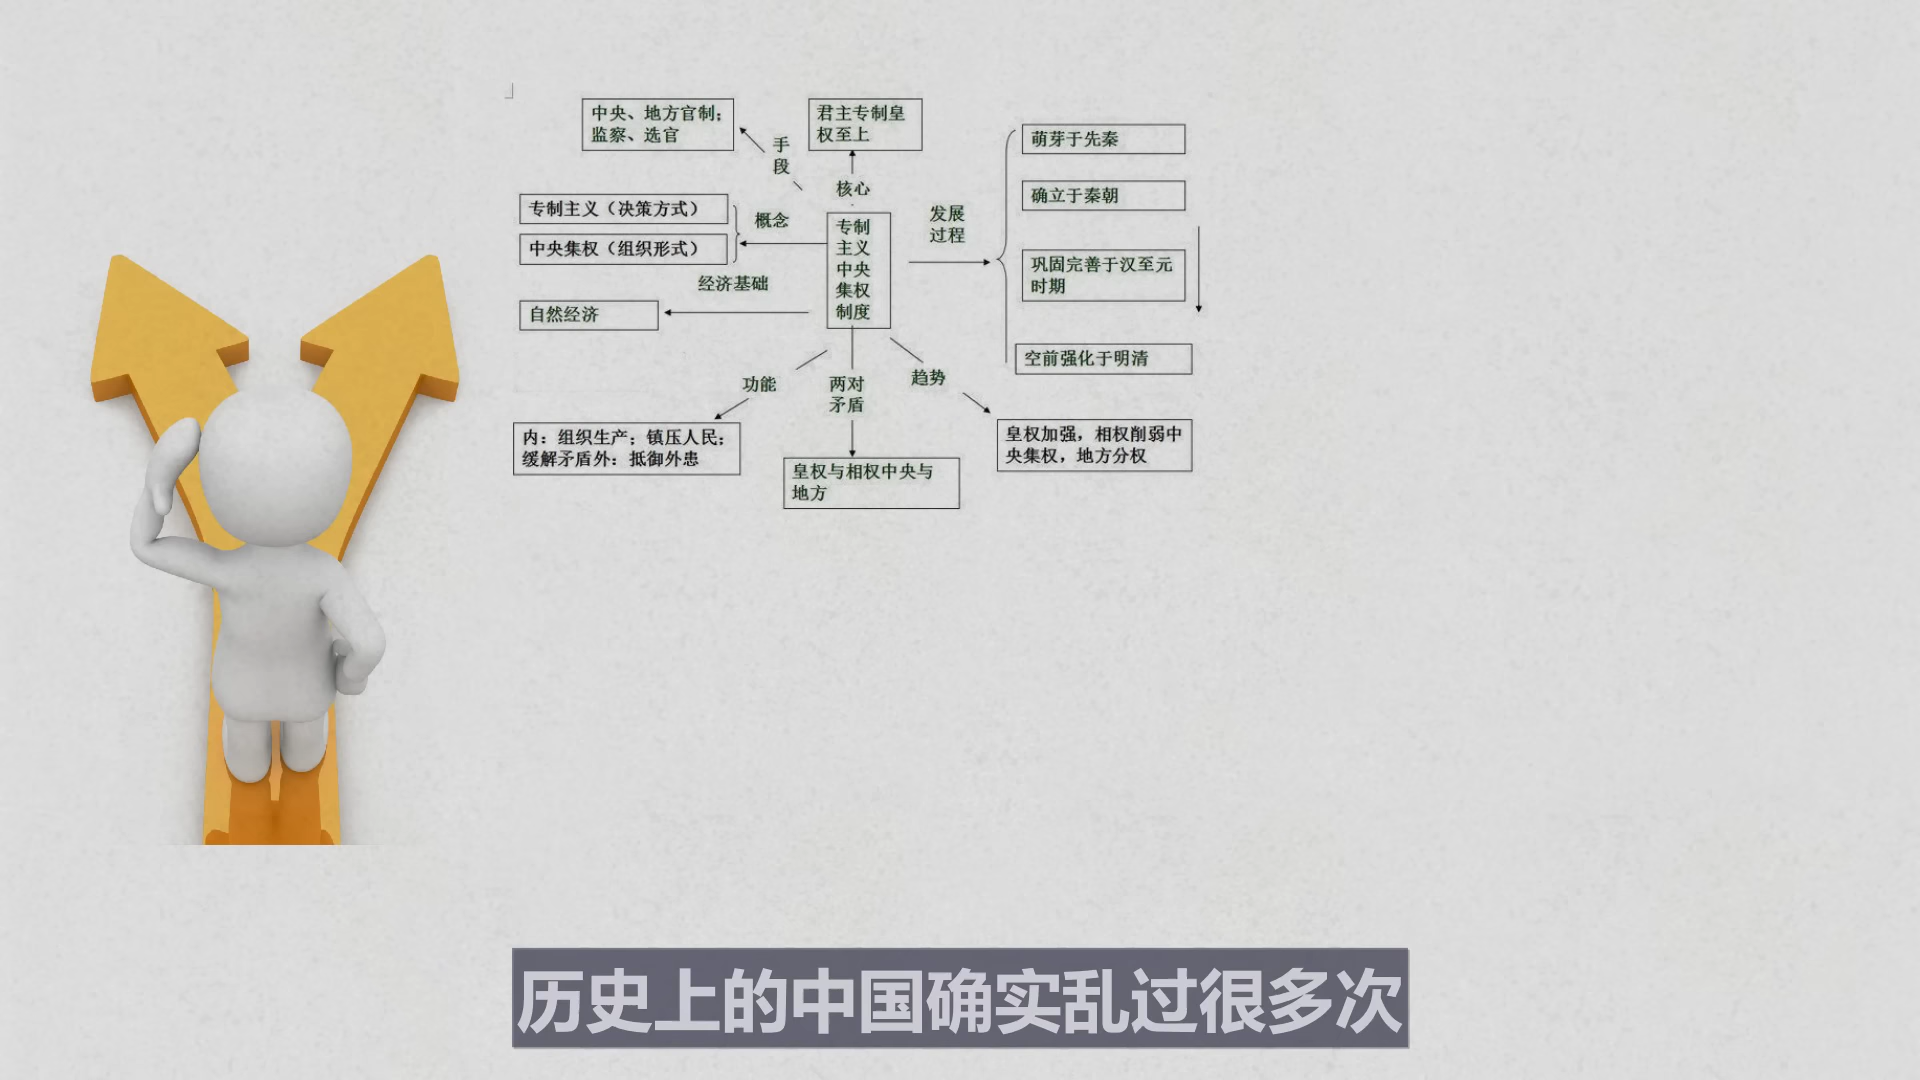 中央、地方官制；
监察、选官
手
段
君主专制皇
权至上
核心
专制主义（决策方式）
中央集权（组织形式）
概念
经济基础
自然经济
专制
主义
中央
集权
制度
发展
过程
萌芽于先秦
确立于秦朝
巩固完善于汉至元
时期
空前强化于明清
功能
内：组织生产；镇压人民；
缓解矛盾外：抵御外患
两对
矛盾
皇权与相权中央与
地方
趋势
皇权加强，相权削弱中
央集权，地方分权
历史上的中国确实乱过很多次